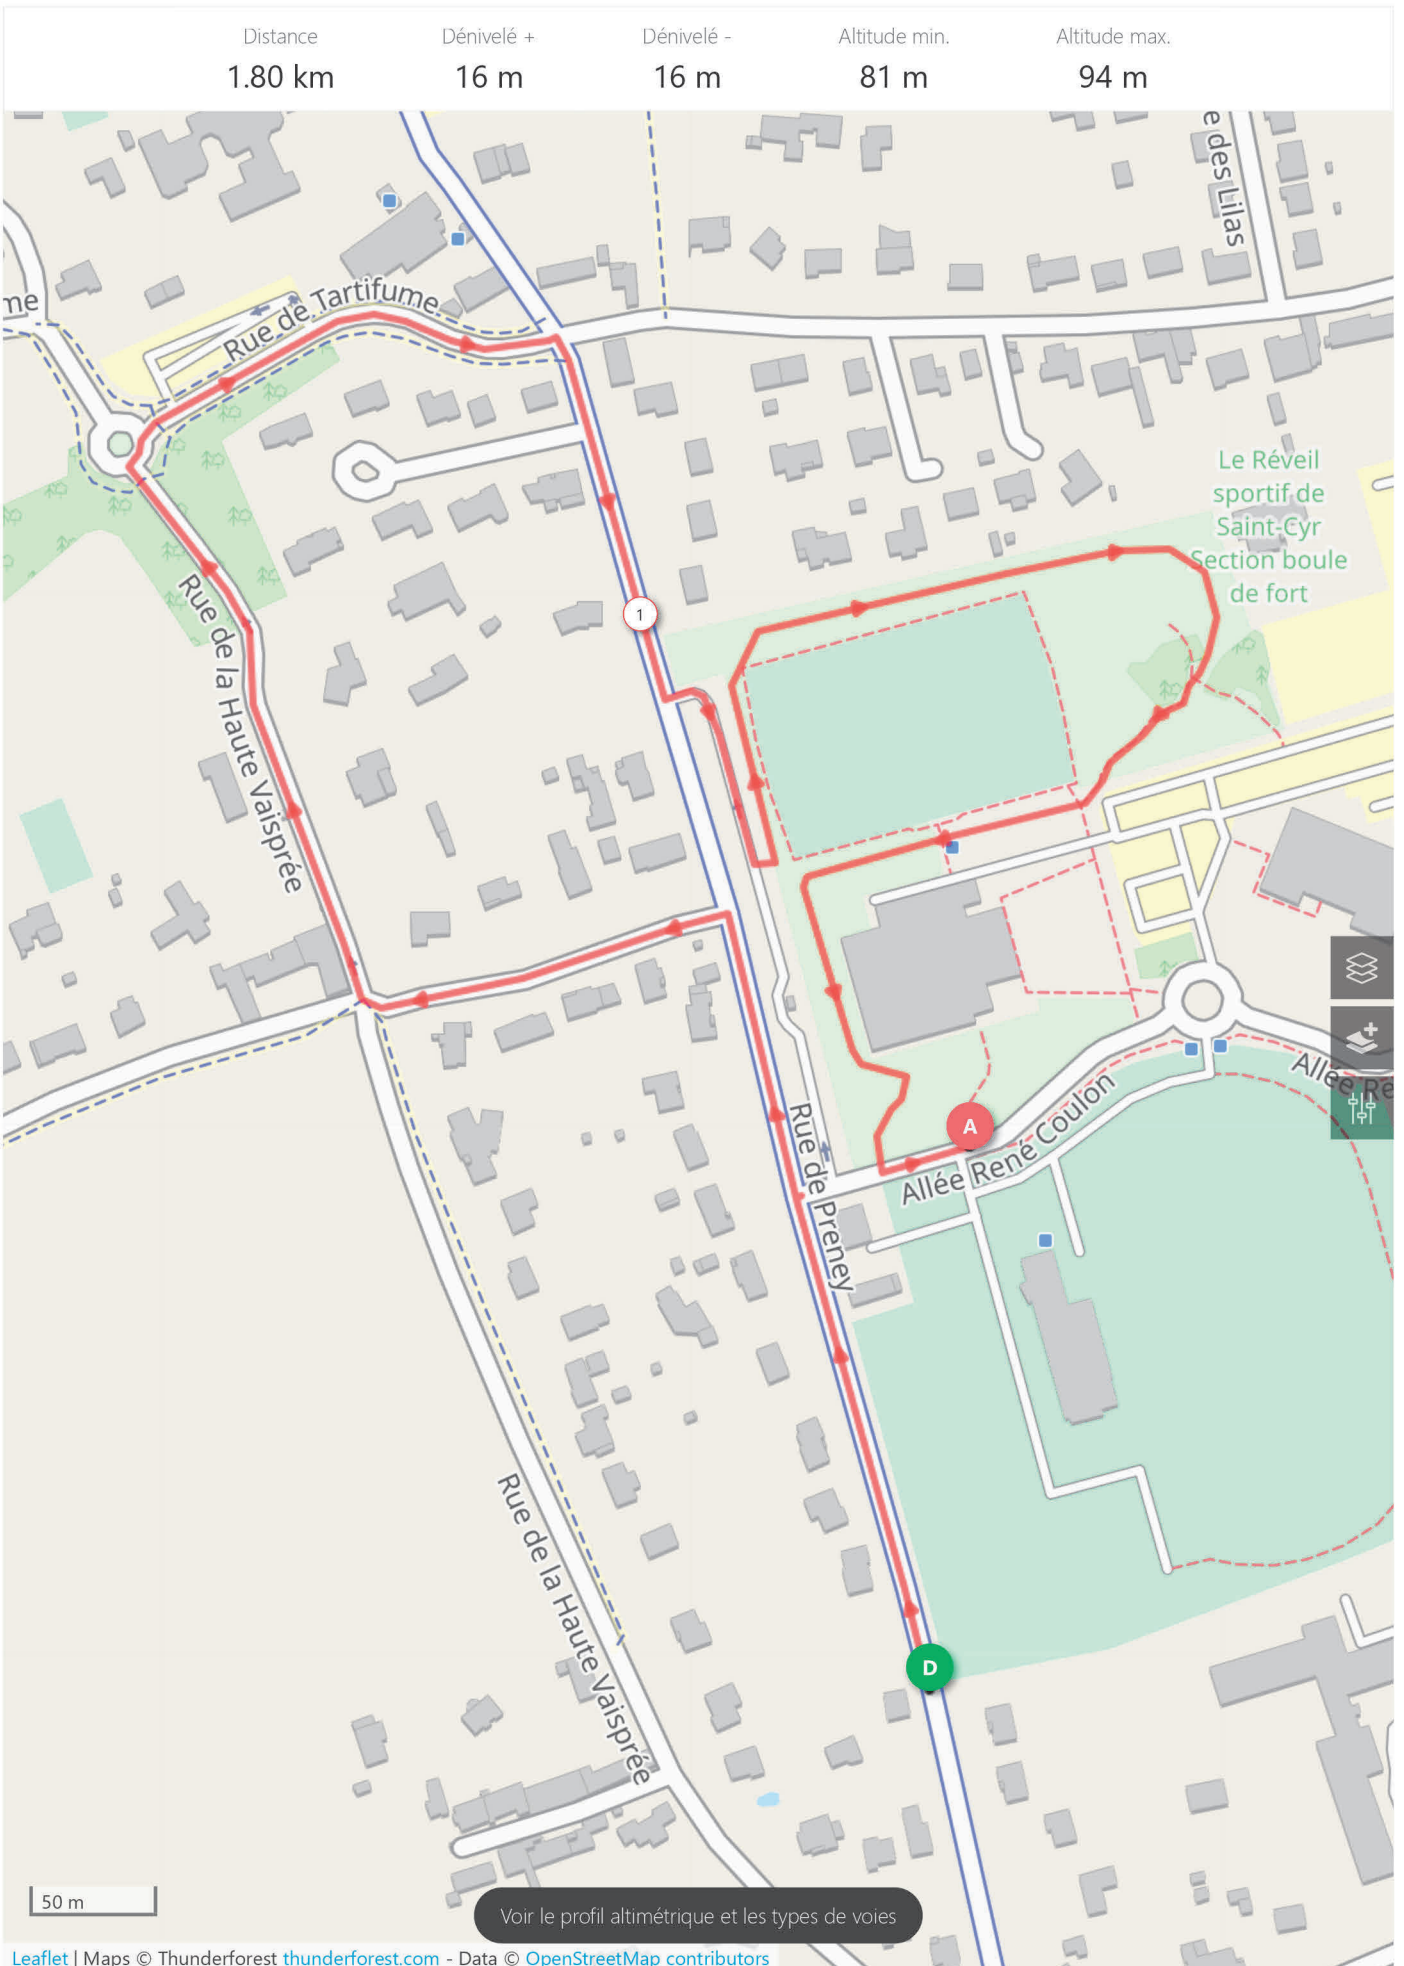 Distance
Dénivelé +
Dénivelé -
Altitude min.
Altitude max.
1.80 km
16 m
16 m
81 m
94 m
e des Lilas
me
Rue de Tartifume
Le Réveil
sportif de
Saint-Cyr
Section boule
de fort
1
Rue de la Haute Vaisprée
Allée Re
A
Allée René Coulon
Rue de Preney
D
Rue de la Haute Vaisprée
50 m
Voir le profil altimétrique et les types de voies
Leaflet | Maps © Thunderforest thunderforest.com - Data © OpenStreetMap contributors